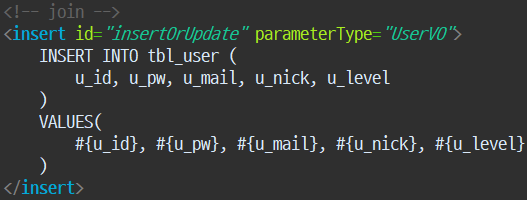 <!-- join -->
<insert id="insertOrUpdate" parameterType="UserVO">
    INSERT INTO tbl_user (
        u_id, u_pw, u_mail, u_nick, u_level
    )
    VALUES(
        #{u_id}, #{u_pw}, #{u_mail}, #{u_nick}, #{u_level}
    )
</insert>